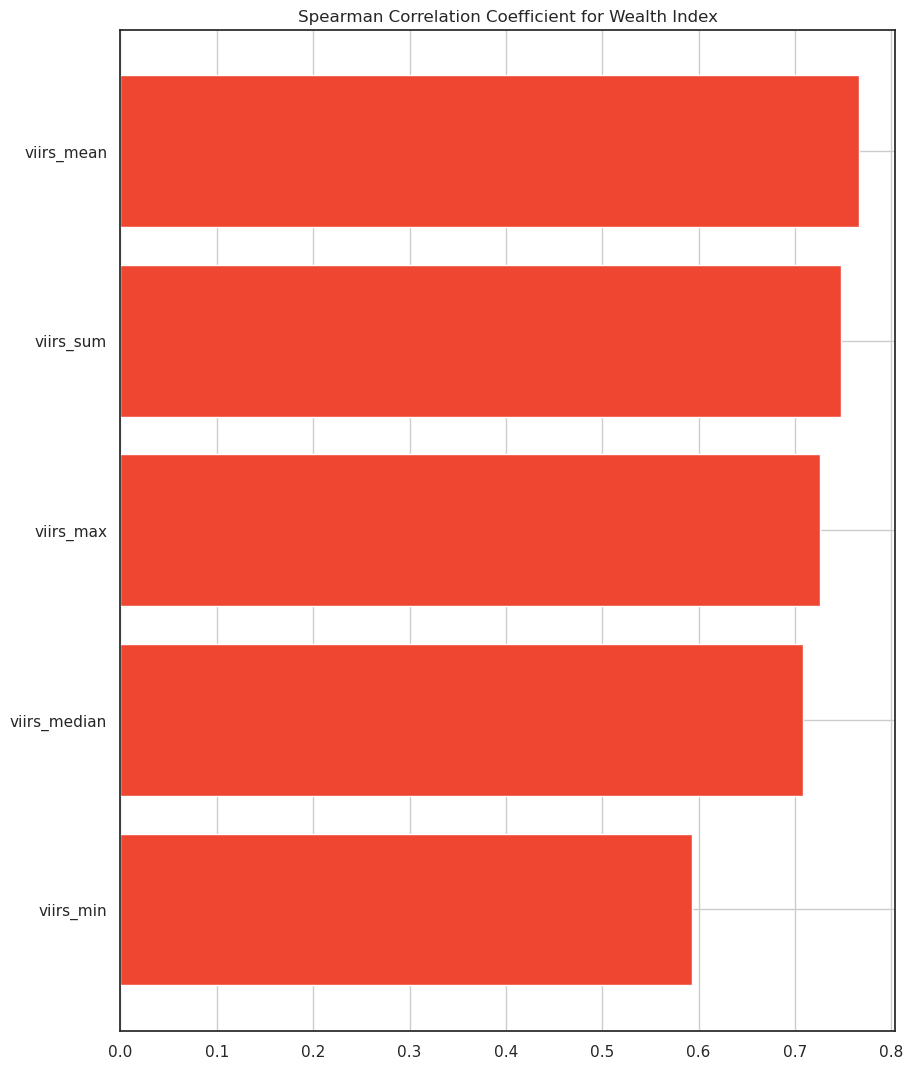 Spearman Correlation Coefficient for Wealth Index
viirs_mean
viirs_sum
viirs_max
viirs_median
viirs_min
0.0 0.1 0.2 0.3 0.4 0.5 0.6 0.7 0.8